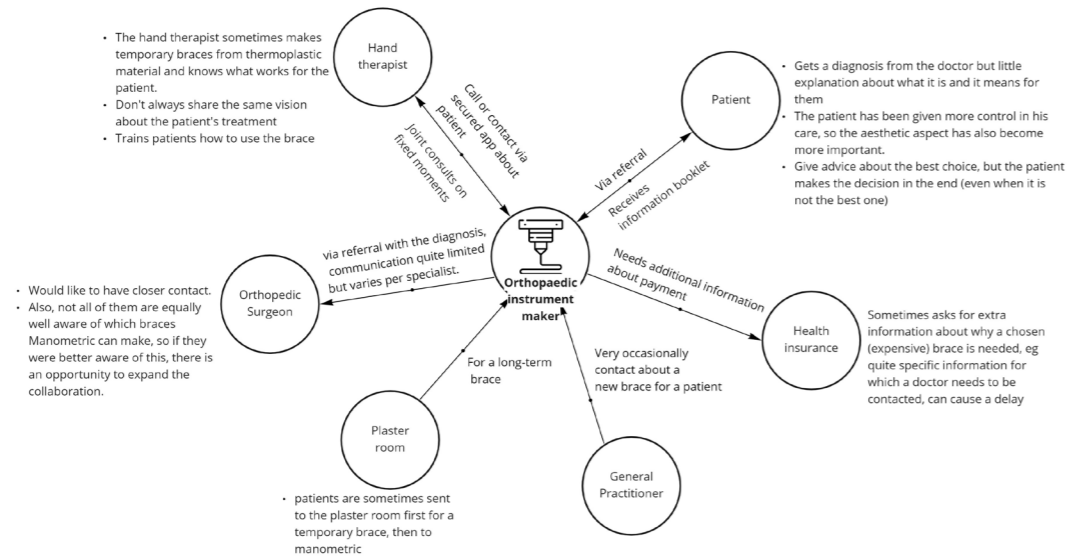 • The hand therapist sometimes makes
temporary braces from thermoplastic
material and knows what works for the
patient.
• Don't always share the same vision
about the patient's treatment
• Trains patients how to use the brace
Hand
therapist
Call or contact via
secured app about
patient
Joint consults on
fixed moments
Patient
• Gets a diagnosis from the doctor but little
explanation about what it is and it means for
them
• The patient has been given more control in his
care, so the aesthetic aspect has also become
more important.
• Give advice about the best choice, but the patient
makes the decision in the end (even when it is
not the best one)
Via referral
Receives
information booklet
via referral with the diagnosis,
communication quite limited
but varies per specialist.
Orthopaedic
instrument
maker
Needs additional information
about payment
• Would like to have closer contact.
• Also, not all of them are equally
well aware of which braces
Manometric can make, so if they
were better aware of this, there is
an opportunity to expand the
collaboration.
Orthopedic
Surgeon
Health
insurance
Sometimes asks for extra
information about why a chosen
(expensive) brace is needed, eg
quite specific information for
which a doctor needs to be
contacted, can cause a delay
For a long-term
brace
Very occasionally
contact about a
new brace for a patient
Plaster
room
General
Practitioner
• patients are sometimes sent
to the plaster room first for a
temporary brace, then to
manometric